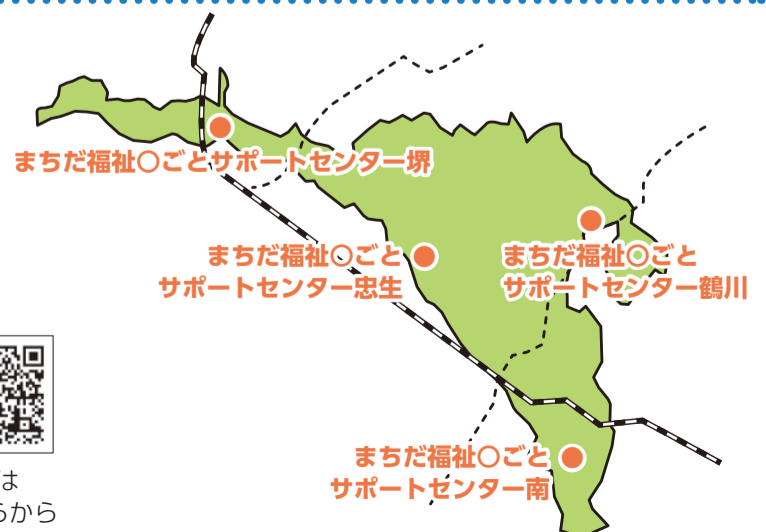 まちだ福祉〇ごとサポートセンター堺
まちだ福祉〇ごと
サポートセンター忠生
まちだ福祉〇ごと
サポートセンター鶴川
まちだ福祉〇ごと
サポートセンター南
は
らから